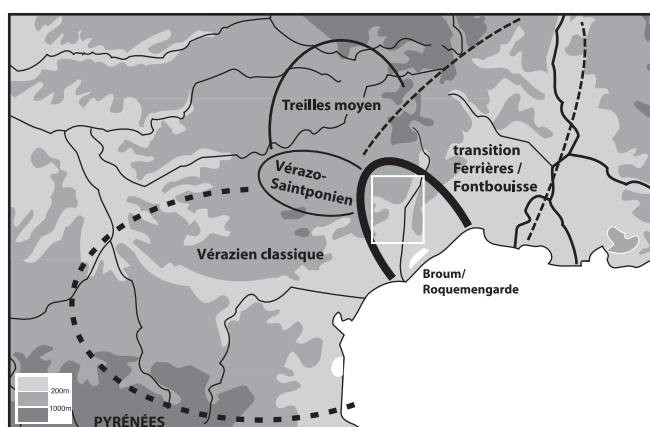 Treilles moyen
transition
Ferrières /
Fontbouisse
Vérazo-
Saintponien
Vérazien classique
Broum/
Roquemengarde
200m
1000m
PYRÉNÉES